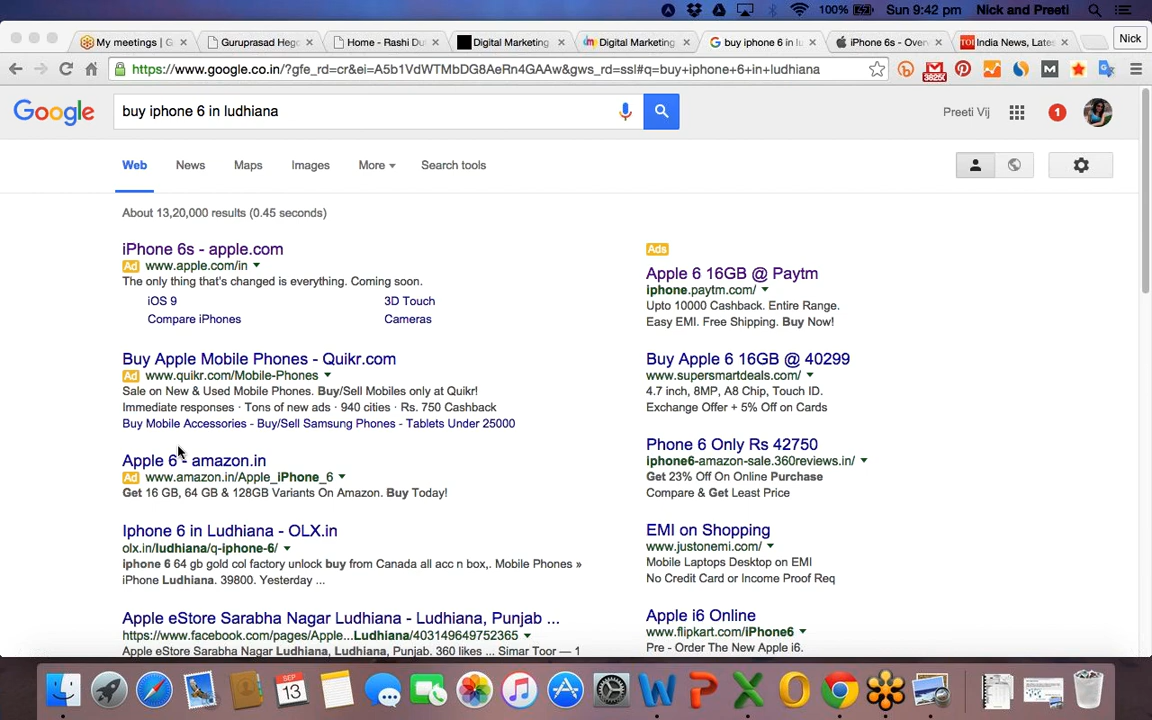 100%
Sun 9:42 pm
Nick and Preeti
My meetings | G
Guruprasad Heg
Home - Rashi Du
Digital Marketing
Digital Marketing
buy iphone 6 in lu
iPhone 6s - Over
TOI India News, Late
Nick
https://www.google.co.in/?gfe_rd=cr&ei=A5b1VdWTMbDG8AeRn4GAAw&gws_rd=ssl#q=buy+iphone+6+in+ludhiana
Google
buy iphone 6 in ludhiana
Preeti Vij
1
Web
News
Maps
Images
More
Search tools
About 13,20,000 results (0.45 seconds)
iPhone 6s - apple.com
Ad www.apple.com/in
The only thing that's changed is everything. Coming soon.
iOS 9
3D Touch
Compare iPhones
Cameras
Buy Apple Mobile Phones - Quikr.com
Ad www.quikr.com/Mobile-Phones
Sale on New & Used Mobile Phones. Buy/Sell Mobiles only at Quikr!
Immediate responses · Tons of new ads · 940 cities · Rs. 750 Cashback
Buy Mobile Accessories - Buy/Sell Samsung Phones - Tablets Under 25000
Apple 6 - amazon.in
Ad www.amazon.in/Apple_iPhone_6
Get 16 GB, 64 GB & 128GB Variants On Amazon. Buy Today!
Iphone 6 in Ludhiana - OLX.in
olx.in/ludhiana/q-iphone-6/
iphone 6 64 gb gold col factory unlock buy from Canada all acc n box,. Mobile Phones »
iPhone Ludhiana. 39800. Yesterday ...
Apple eStore Sarabha Nagar Ludhiana - Ludhiana, Punjab ...
https://www.facebook.com/pages/Apple...Ludhiana/403149649752365
Apple eStore Sarabha Nagar Ludhiana, Ludhiana, Punjab. 360 likes ... Simar Toor — 1
Ads
Apple 6 16GB @ Paytm
iphone.paytm.com/
Upto 10000 Cashback. Entire Range.
Easy EMI. Free Shipping. Buy Now!
Buy Apple 6 16GB @ 40299
www.supersmartdeals.com/
4.7 inch, 8MP, A8 Chip, Touch ID.
Exchange Offer + 5% Off on Cards
Phone 6 Only Rs 42750
iphone6-amazon-sale.360reviews.in/
Get 23% Off On Online Purchase
Compare & Get Least Price
EMI on Shopping
www.justonemi.com/
Mobile Laptops Desktop on EMI
No Credit Card or Income Proof Req
Apple i6 Online
www.flipkart.com/iPhone6
Pre - Order The New Apple i6.
SEP
13